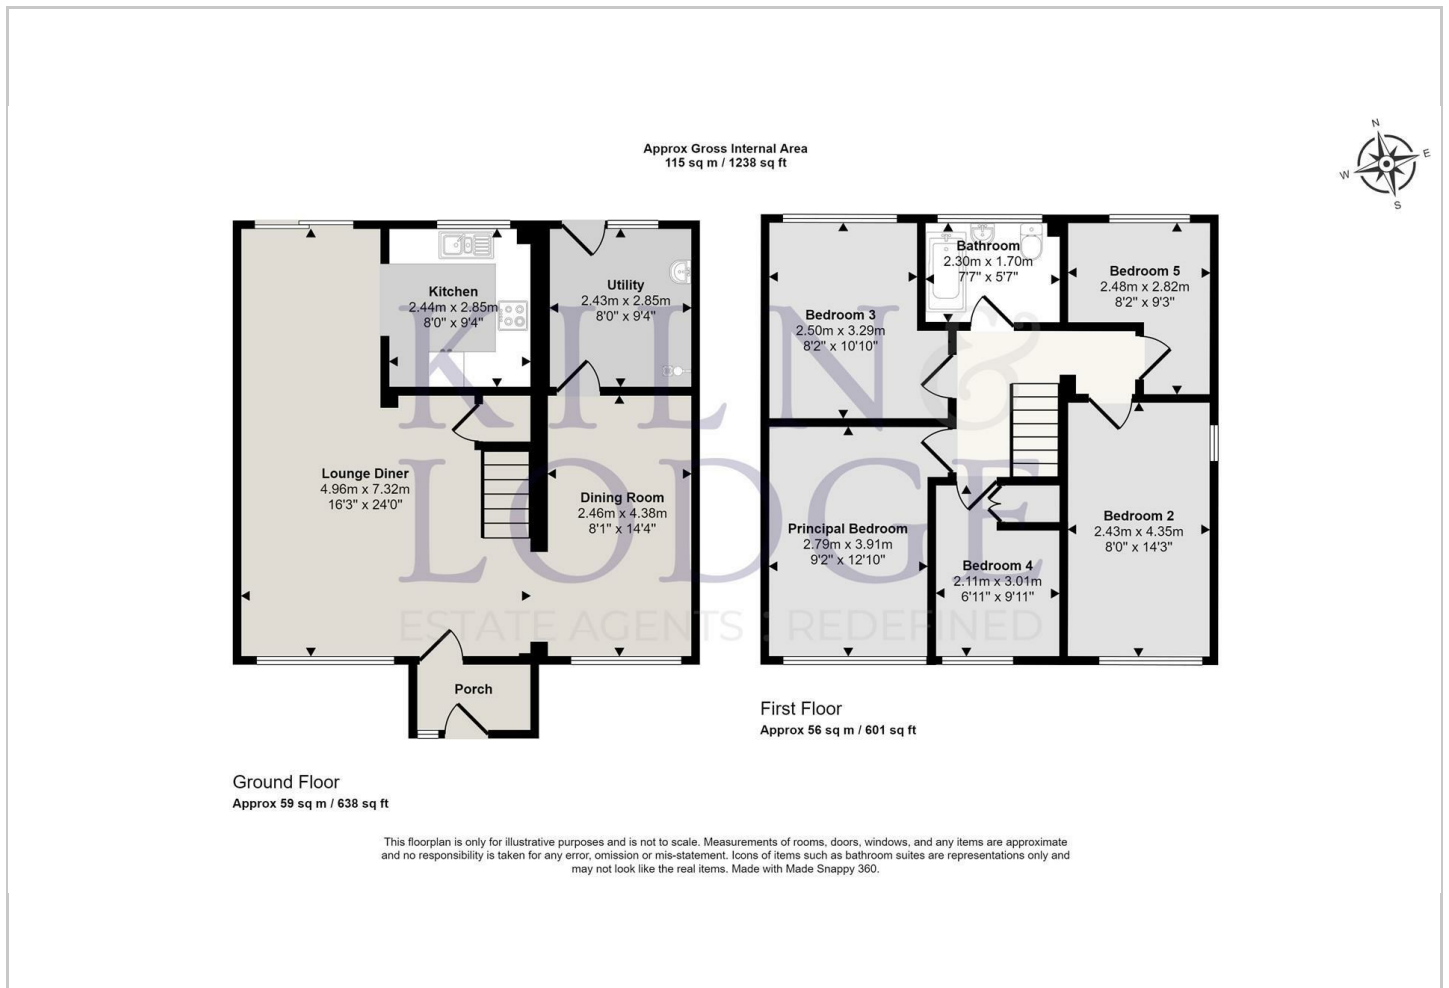 Approx Gross Internal Area
115 sq m / 1238 sq ft
N
E
W
S
Kitchen
2.44m x 2.85m
8'0" x 9'4"
Utility
2.43m x 2.85m
8'0" x 9'4"
Lounge Diner
4.96m x 7.32m
16'3" x 24'0"
Dining Room
2.46m x 4.38m
8'1" x 14'4"
Porch
Ground Floor
Approx 59 sq m / 638 sq ft
Bathroom
2.30m x 1.70m
7'7" x 5'7"
Bedroom 5
2.48m x 2.82m
8'2" x 9'3"
Bedroom 3
2.50m x 3.29m
8'2" x 10'10"
Principal Bedroom
2.79m x 3.91m
9'2" x 12'10"
Bedroom 4
2.11m x 3.01m
6'11" x 9'11"
Bedroom 2
2.43m x 4.35m
8'0" x 14'3"
First Floor
Approx 56 sq m / 601 sq ft
KILN &
LODGE
ESTATE AGENTS : REDEFINED
This floorplan is only for illustrative purposes and is not to scale. Measurements of rooms, doors, windows, and any items are approximate
and no responsibility is taken for any error, omission or mis-statement. Icons of items such as bathroom suites are representations only and
may not look like the real items. Made with Made Snappy 360.